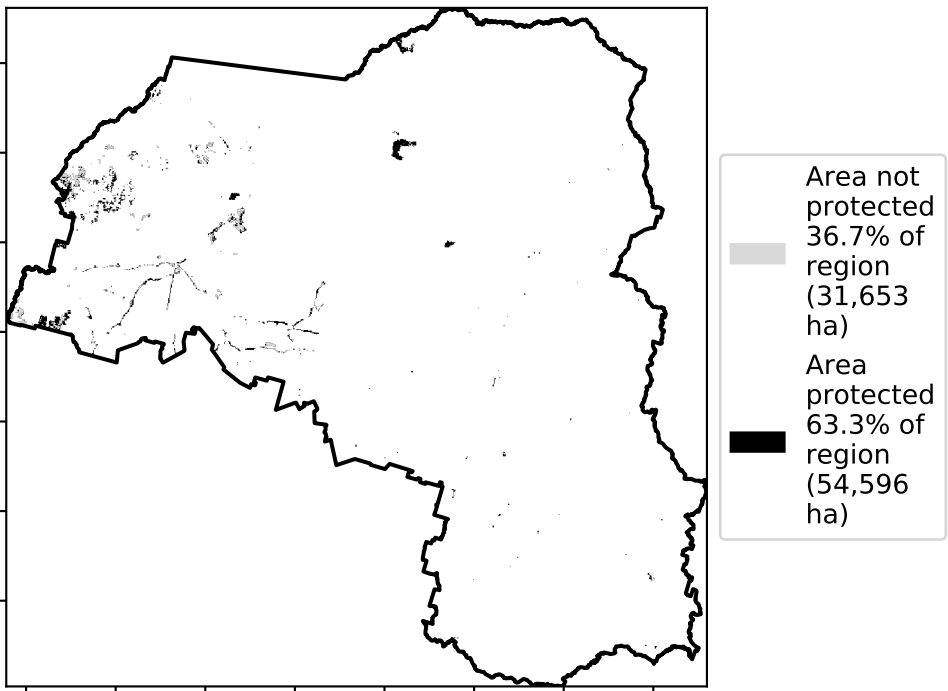 Area not
protected
36.7% of
region
(31,653
ha)
Area
protected
63.3% of
region
(54,596
ha)